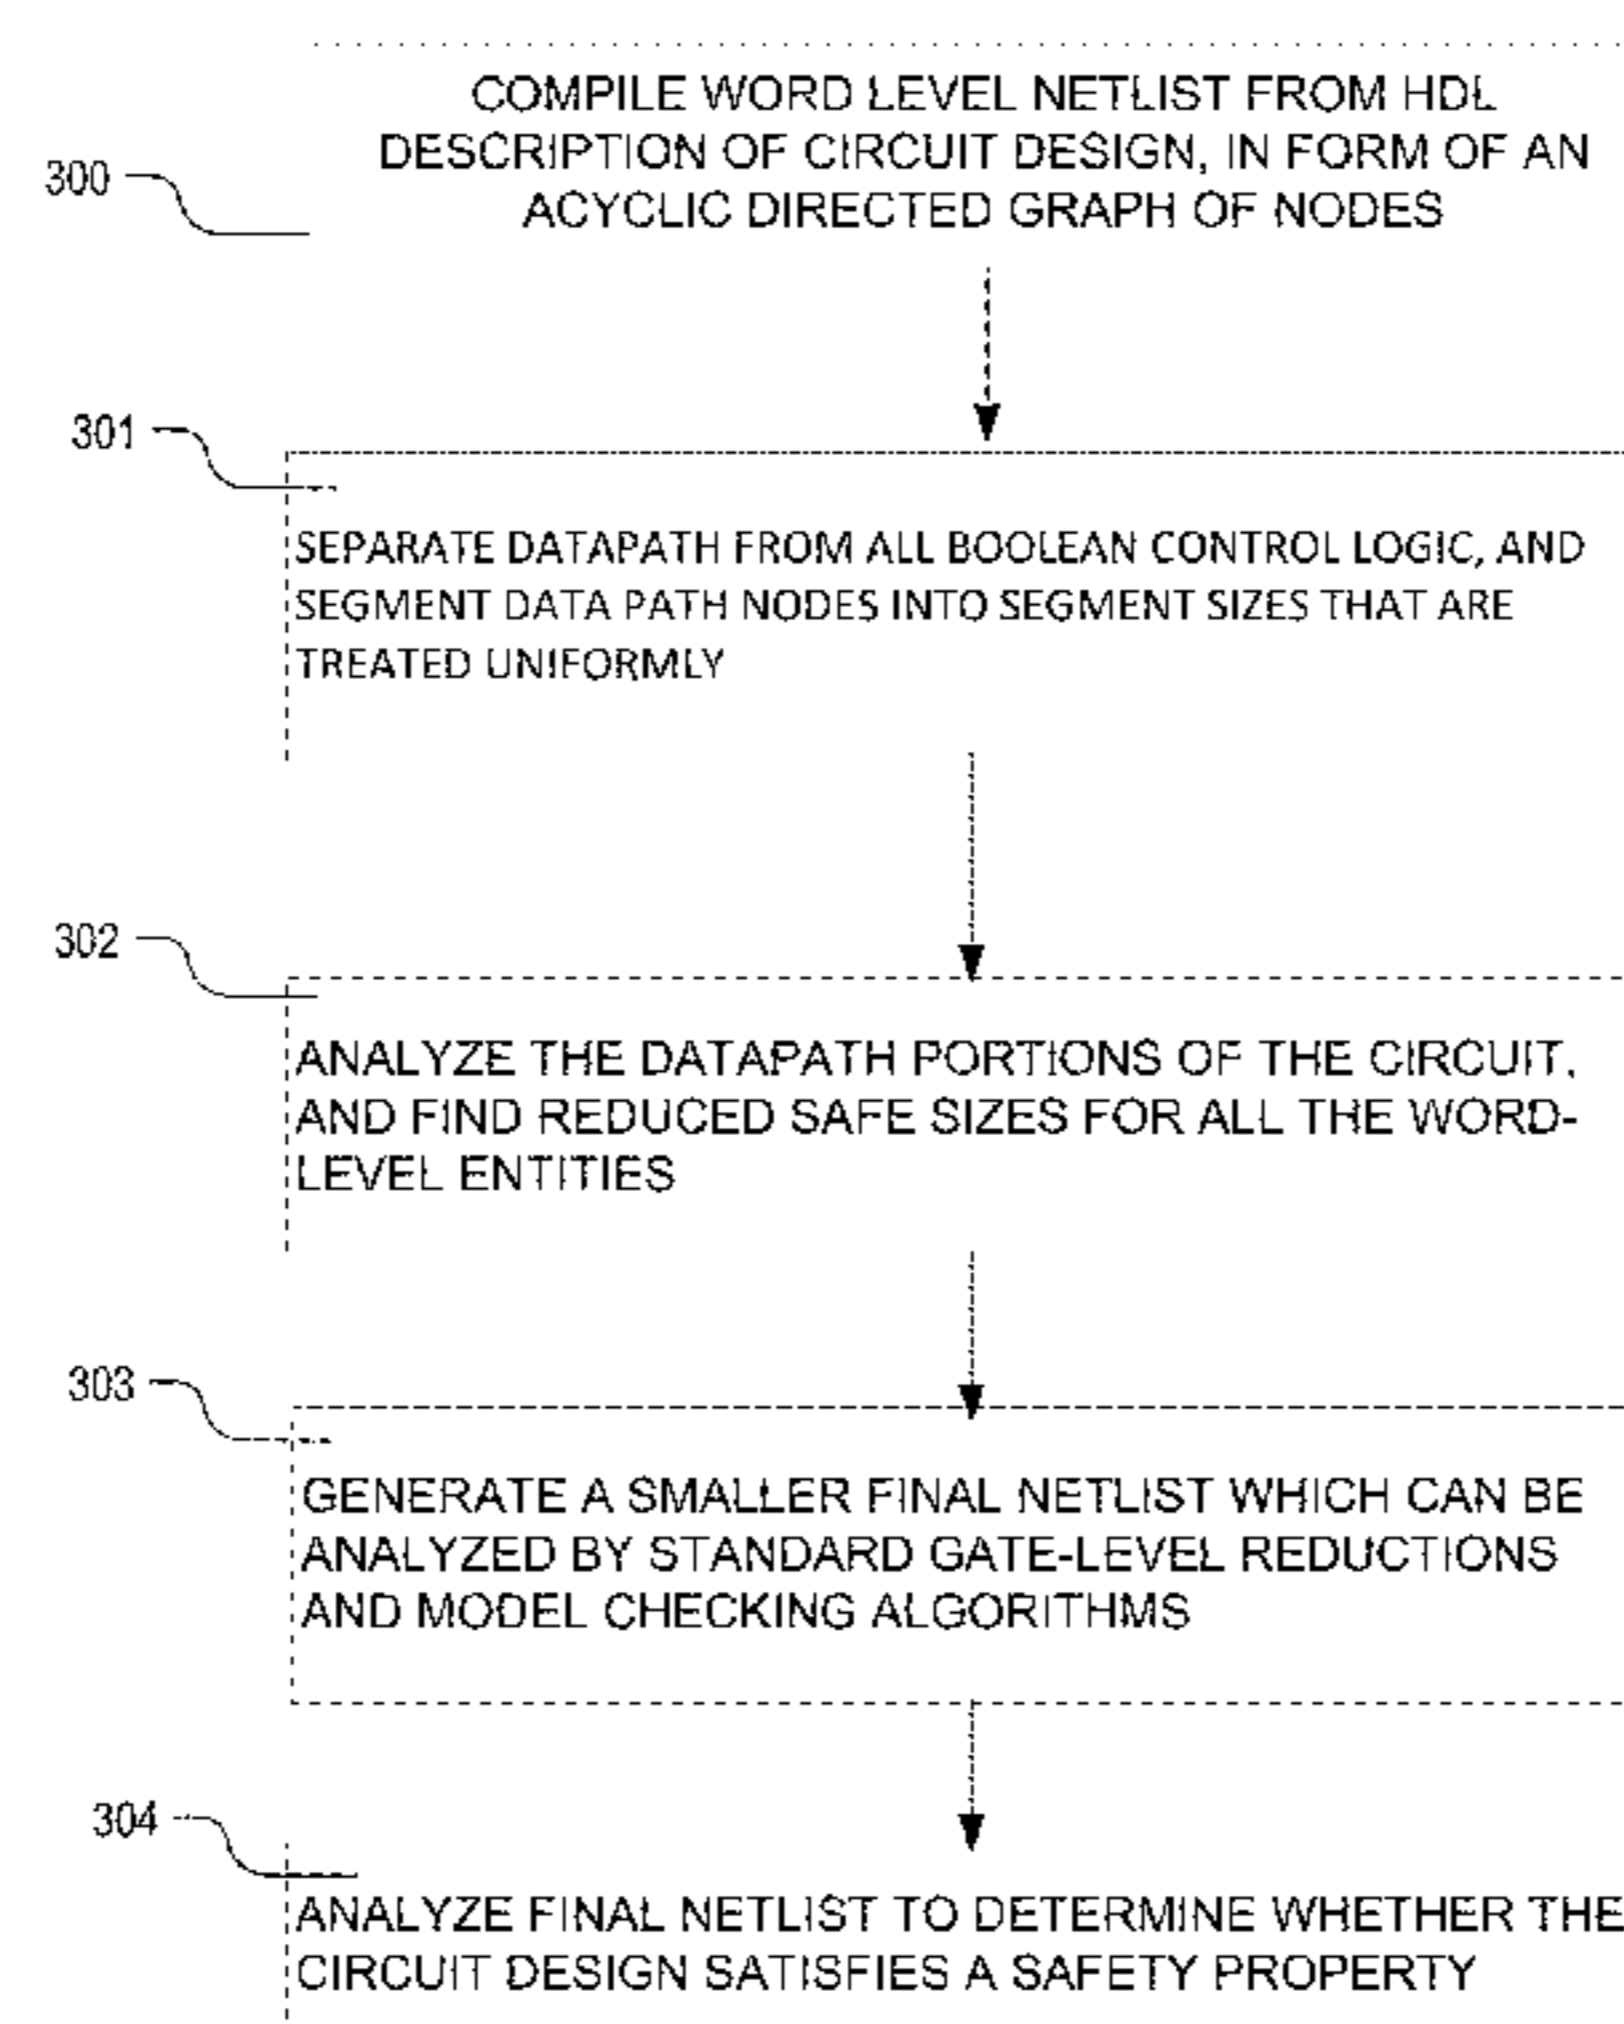 COMPILE WORD LEVEL NETLIST FROM HDL
DESCRIPTION OF CIRCUIT DESIGN, IN FORM OF AN
ACYCLIC DIRECTED GRAPH OF NODES
300
301
SEPARATE DATAPATH FROM ALL BOOLEAN CONTROL LOGIC, AND
SEGMENT DATA PATH NODES INTO SEGMENT SIZES THAT ARE
TREATED UNIFORMLY
302
ANALYZE THE DATAPATH PORTIONS OF THE CIRCUIT,
AND FIND REDUCED SAFE SIZES FOR ALL THE WORD-
LEVEL ENTITIES
303
GENERATE A SMALLER FINAL NETLIST WHICH CAN BE
ANALYZED BY STANDARD GATE-LEVEL REDUCTIONS
AND MODEL CHECKING ALGORITHMS
304
ANALYZE FINAL NETLIST TO DETERMINE WHETHER THE
CIRCUIT DESIGN SATISFIES A SAFETY PROPERTY